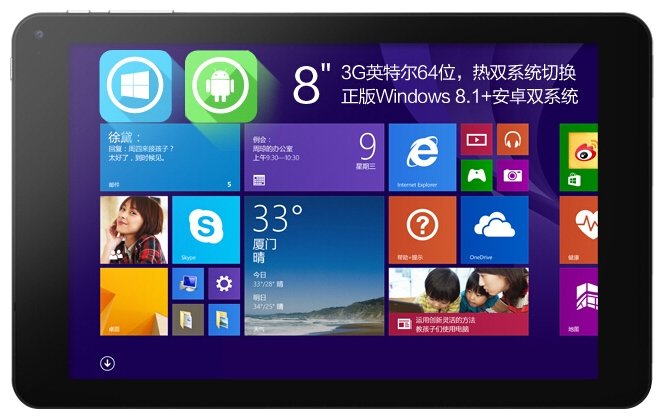 8"
3G英特尔64位，热双系统切换
正版Windows 8.1+安卓双系统
徐黛：
回复：周四来接孩子？
太好了，到时候见。
邮件
5
例会：
周琼的办公室
上午9:30—10:30
9
星期三
Internet Explorer
Skype
33°
厦门
晴
今日
33°/28° 晴
明日
34°/25° 晴
天气
帮助+提示
OneDrive
健康
桌面
运用创新灵活的方法
教孩子们使用电脑
地图